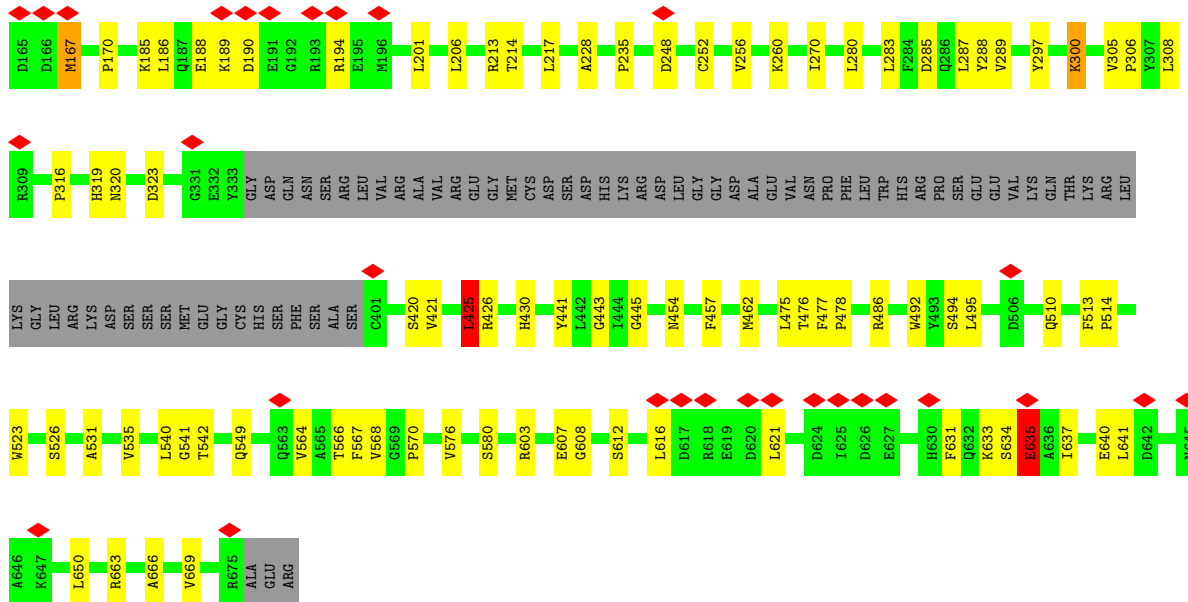 D165 D166 M167 P170 K185 L186 Q187 E188 K189 D190 E191 G192 R193 R194 E195 M196 L201 L206 R213 T214 L217 A228 P235 D248 C252 V256 K260 I270 L280 L283 F284 D285 Q286 L287 Y288 V289 Y297 K300 V305 P306 Y307 L308
R309 P316 H319 N320 D323 G331 E332 Y333 GLY ASP GLN ASN SER ARG LEU VAL ARG ALA VAL ARG GLU GLY MET CYS ASP SER ASP HIS LYS ARG ASP LEU GLY GLY ASP ALA GLU VAL ASN PRO PHE LEU TRP HIS ARG PRO SER GLU GLU VAL LYS GLN THR LYS ARG LEU
LYS GLY LEU ARG LYS ASP SER SER SER MET GLU GLY CYS HIS SER PHE SER ALA SER C401 S420 V421 L425 R426 H430 Y441 L442 G443 I444 G445 N454 F457 M462 L475 T476 F477 P478 R486 W492 Y493 S494 L495 D506 Q510 F513 P514
W523 S526 A531 V535 L540 G541 T542 Q549 Q563 V564 A565 T566 F567 V568 G569 P570 V576 S580 R603 E607 G608 S612 L616 D617 R618 E619 D620 L621 D624 I625 D626 E627 H630 F631 Q632 K633 S634 E635 A636 I637 E640 L641 D642
A646 K647 L650 R663 A666 V669 R675 ALA GLU ARG